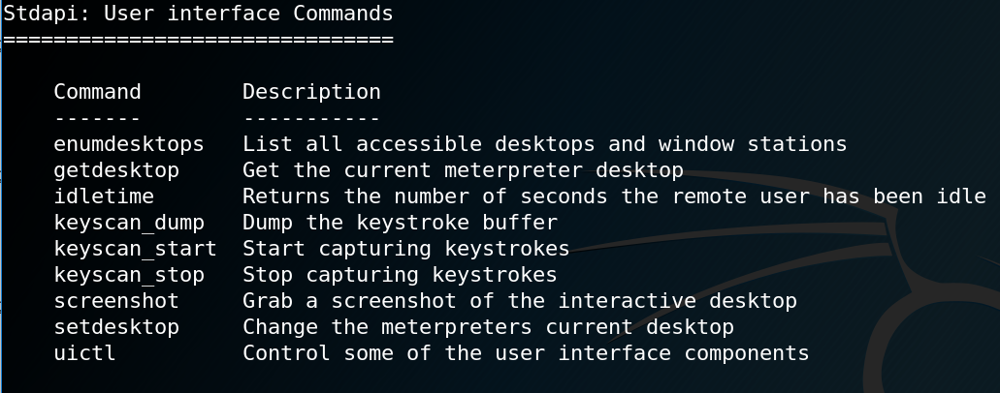 Stdapi: User interface Commands
===============================
Command Description
------- -----------
enumdesktops List all accessible desktops and window stations
getdesktop Get the current meterpreter desktop
idletime Returns the number of seconds the remote user has been idle
keyscan_dump Dump the keystroke buffer
keyscan_start Start capturing keystrokes
keyscan_stop Stop capturing keystrokes
screenshot Grab a screenshot of the interactive desktop
setdesktop Change the meterpreters current desktop
uictl Control some of the user interface components